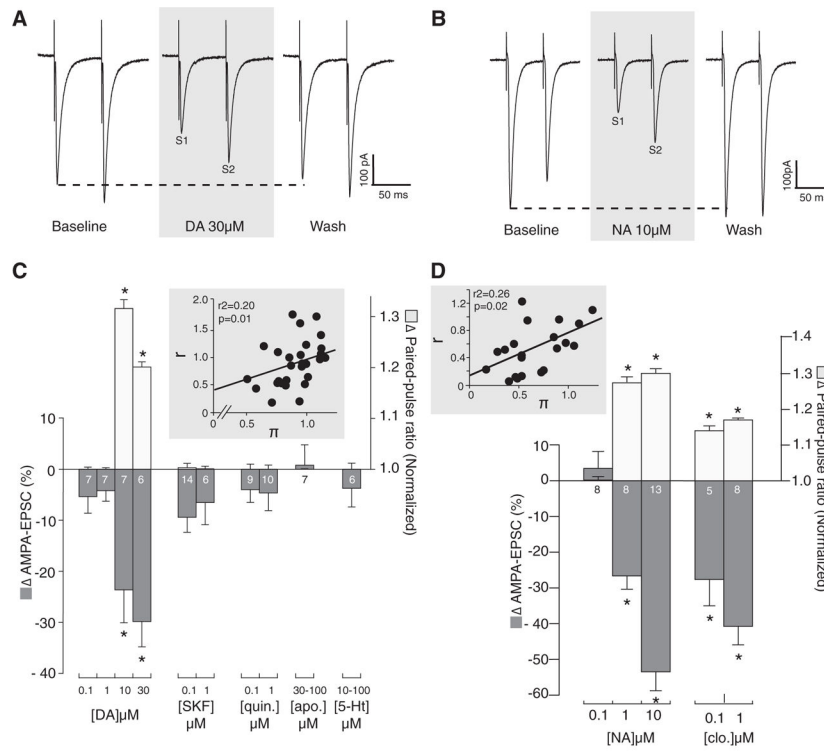 A
S1
S2
100 pA
50 ms
Baseline
DA 30µM
Wash
B
S1
S2
100pA
50 ms
Baseline
NA 10µM
Wash
C
r2=0.20
p=0.01
r
2.0
1.5
1.0
0.5
0
0 0.5 1.0
π
1.3
1.2
1.1
1.0
Δ Paired-pulse ratio (Normalized)
10
0
-10
-20
-30
- 40
Δ AMPA-EPSC (%)
* *
7 7 7 6 14 6 9 10 7 6
* *
0.1 1 10 30 0.1 1 0.1 1 30-100 10-100
[DA]µM [SKF] [quin.] [apo.] [5-Ht]
µM µM µM µM
D
r2=0.26
p=0.02
r
1.2
0.8
0.4
0
0 0.5 1.0
π
1.4
1.3
1.2
1.1
1.0
Δ Paired-pulse ratio (Normalized)
10
0
-10
-20
-30
-40
-50
-60
Δ AMPA-EPSC (%)
* * * *
8 8 13 5 8
* * * *
0.1 1 10 0.1 1
[NA]µM [clo.]µM